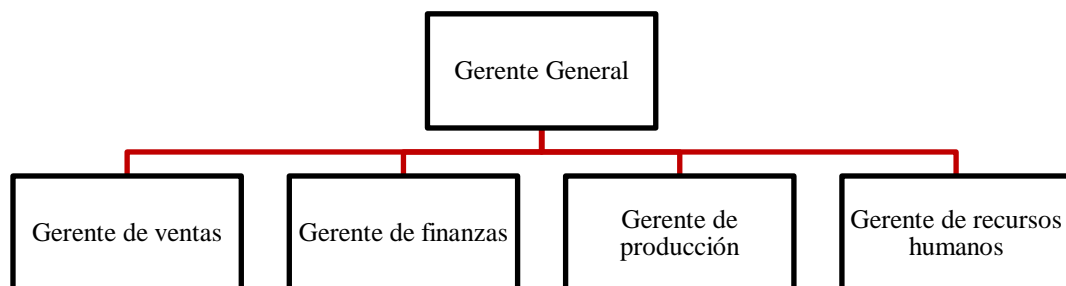 Gerente General
Gerente de ventas
Gerente de finanzas
Gerente de
producción
Gerente de recursos
humanos